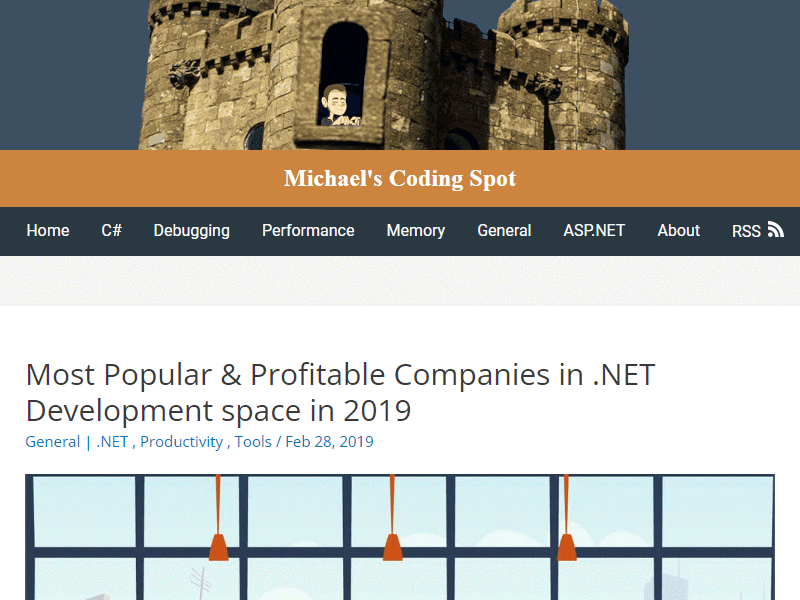 Michael's Coding Spot
Home C# Debugging Performance Memory General ASP.NET About RSS
Most Popular & Profitable Companies in .NET
Development space in 2019
General | .NET , Productivity , Tools / Feb 28, 2019